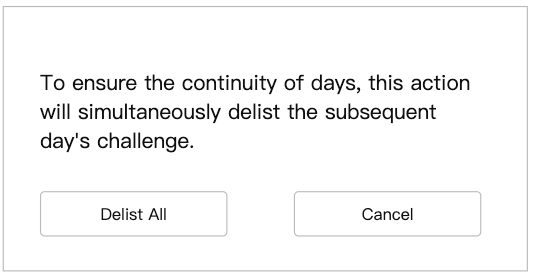 To ensure the continuity of days, this action
will simultaneously delist the subsequent
day's challenge.
Delist All
Cancel